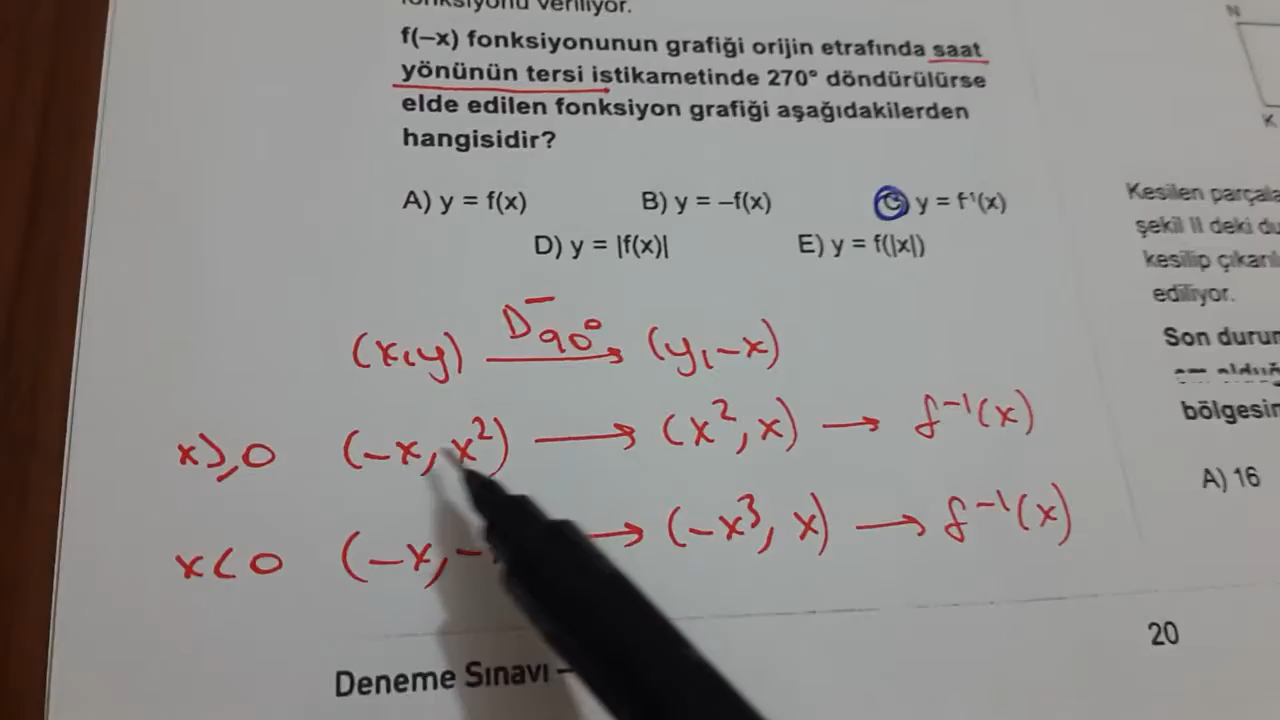 fonksiyonu veriliyor.
f(−x) fonksiyonunun grafiği orijin etrafında saat
yönünün tersi istikametinde 270° döndürülürse
elde edilen fonksiyon grafiği aşağıdakilerden
hangisidir?
A) y = f(x) B) y = −f(x) C) y = f¹(x)
D) y = |f(x)| E) y = f(|x|)
(x,y) D⁻90° → (y,−x)
x≥0 (−x, x²) → (x², x) → f⁻¹(x)
x<0 (−x, − → (−x³, x) → f⁻¹(x)
Deneme Sınavı –
20
N
K
Kesilen parçala
şekil II deki du
kesilip çıkarıl
ediliyor.
Son durum
bölgesin
A) 16